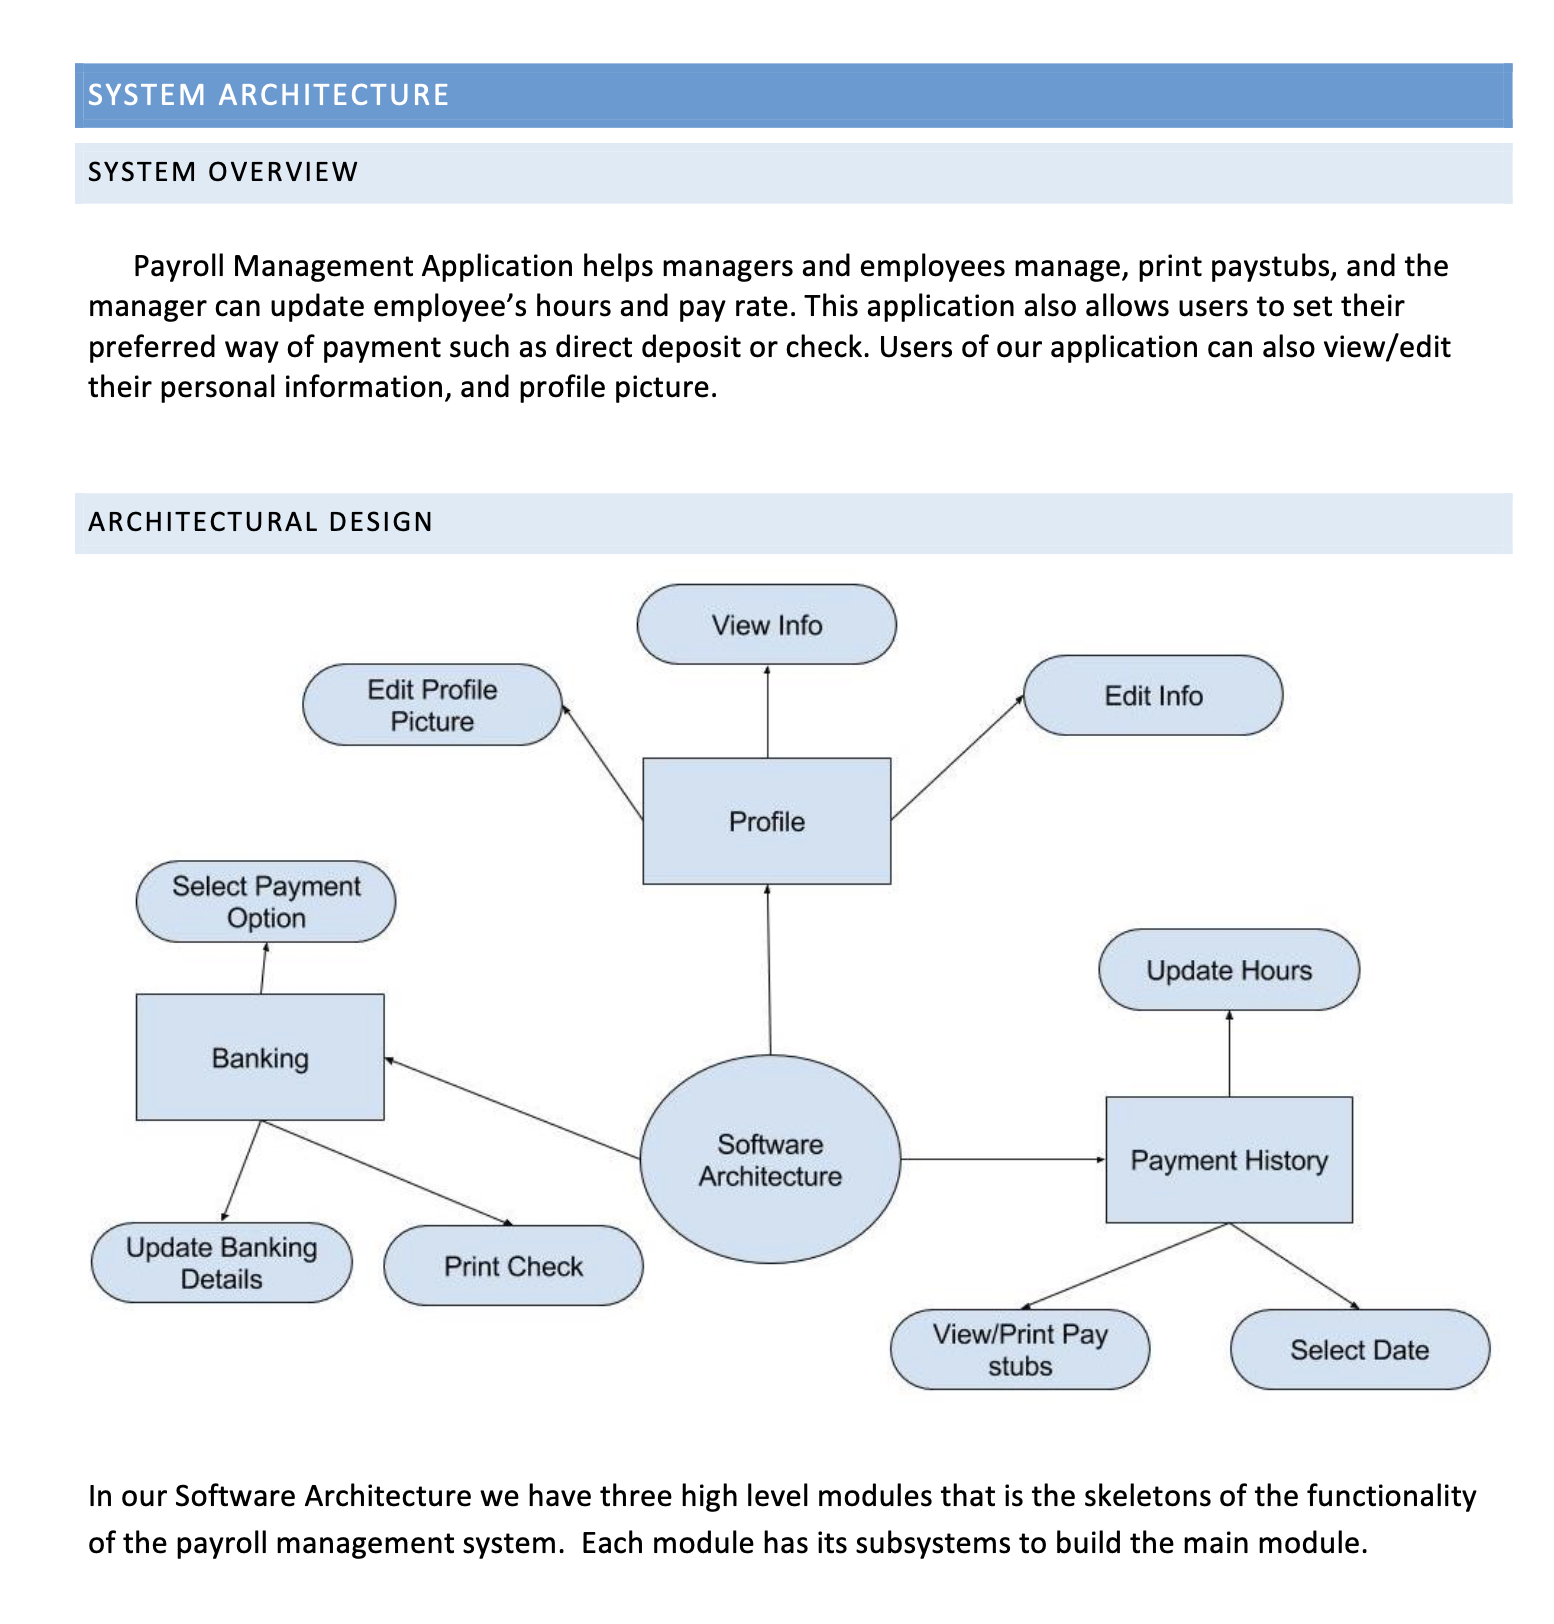 SYSTEM ARCHITECTURE
SYSTEM OVERVIEW
Payroll Management Application helps managers and employees manage, print paystubs, and the
manager can update employee’s hours and pay rate. This application also allows users to set their
preferred way of payment such as direct deposit or check. Users of our application can also view/edit
their personal information, and profile picture.
ARCHITECTURAL DESIGN
View Info
Edit Profile
Picture
Edit Info
Profile
Select Payment
Option
Update Hours
Banking
Software
Architecture
Payment History
Update Banking
Details
Print Check
View/Print Pay
stubs
Select Date
In our Software Architecture we have three high level modules that is the skeletons of the functionality
of the payroll management system.  Each module has its subsystems to build the main module.